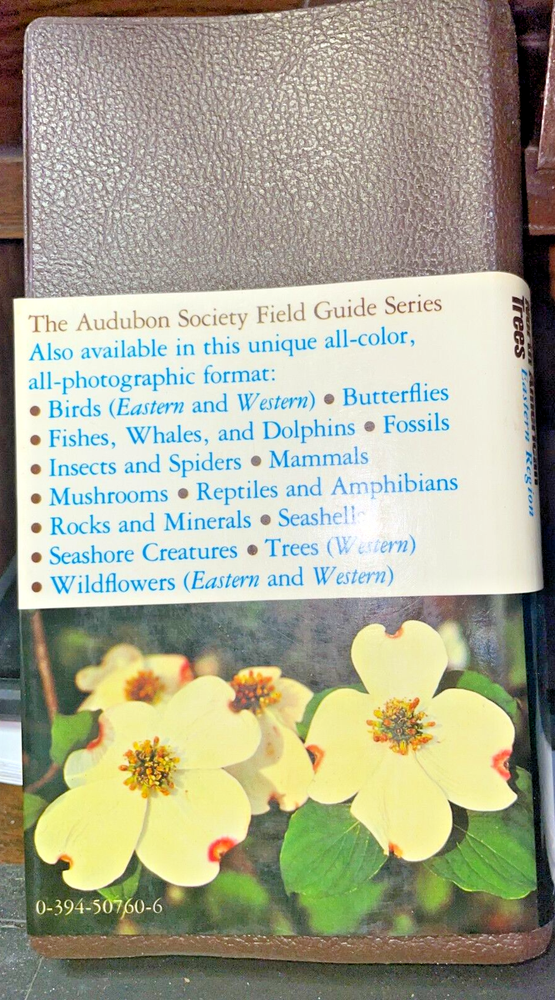 The Audubon Society Field Guide Series
Also available in this unique all-color,
all-photographic format:
• Birds (Eastern and Western) • Butterflies
• Fishes, Whales, and Dolphins • Fossils
• Insects and Spiders • Mammals
• Mushrooms • Reptiles and Amphibians
• Rocks and Minerals • Seashells
• Seashore Creatures • Trees (Western)
• Wildflowers (Eastern and Western)
Trees
Eastern Region
0-394-50760-6